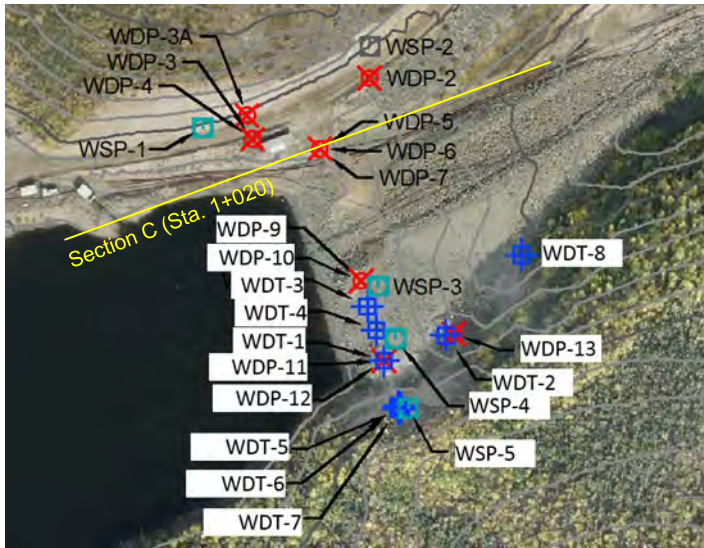 WDP-3A
WDP-3
WDP-4
WSP-2
WDP-2
WSP-1
WDP-5
WDP-6
WDP-7
Section C (Sta. 1+020)
WDP-9
WDP-10
WDT-3
WDT-4
WDT-1
WDP-11
WDP-12
WSP-3
WDT-8
WDP-13
WDT-2
WSP-4
WSP-5
WDT-5
WDT-6
WDT-7